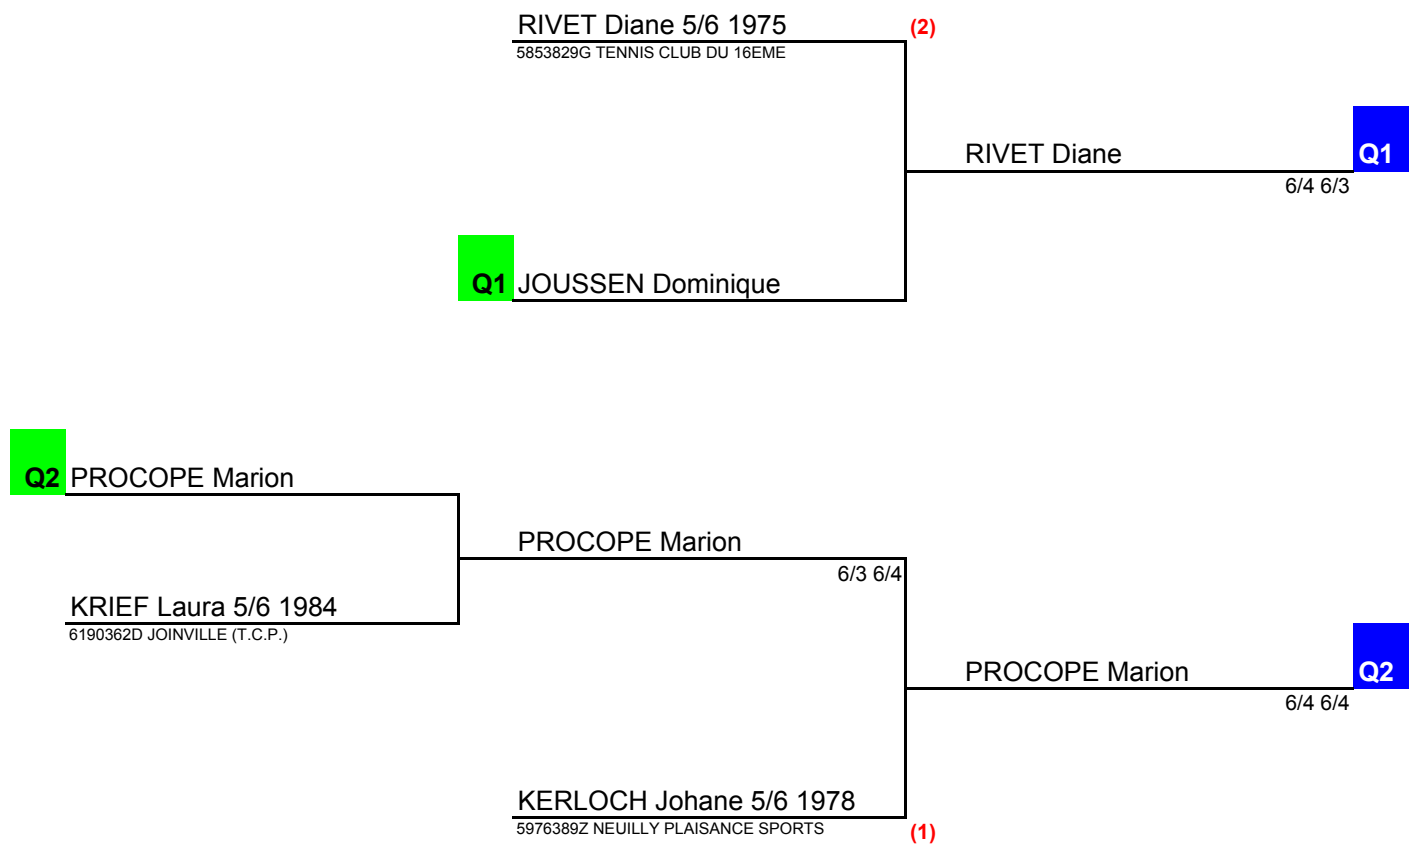 RIVET Diane 5/6 1975
(2)
5853829G TENNIS CLUB DU 16EME
RIVET Diane
Q1
6/4 6/3
Q1 JOUSSEN Dominique
Q2 PROCOPE Marion
PROCOPE Marion
6/3 6/4
KRIEF Laura 5/6 1984
6190362D JOINVILLE (T.C.P.)
PROCOPE Marion
Q2
6/4 6/4
KERLOCH Johane 5/6 1978
5976389Z NEUILLY PLAISANCE SPORTS
(1)